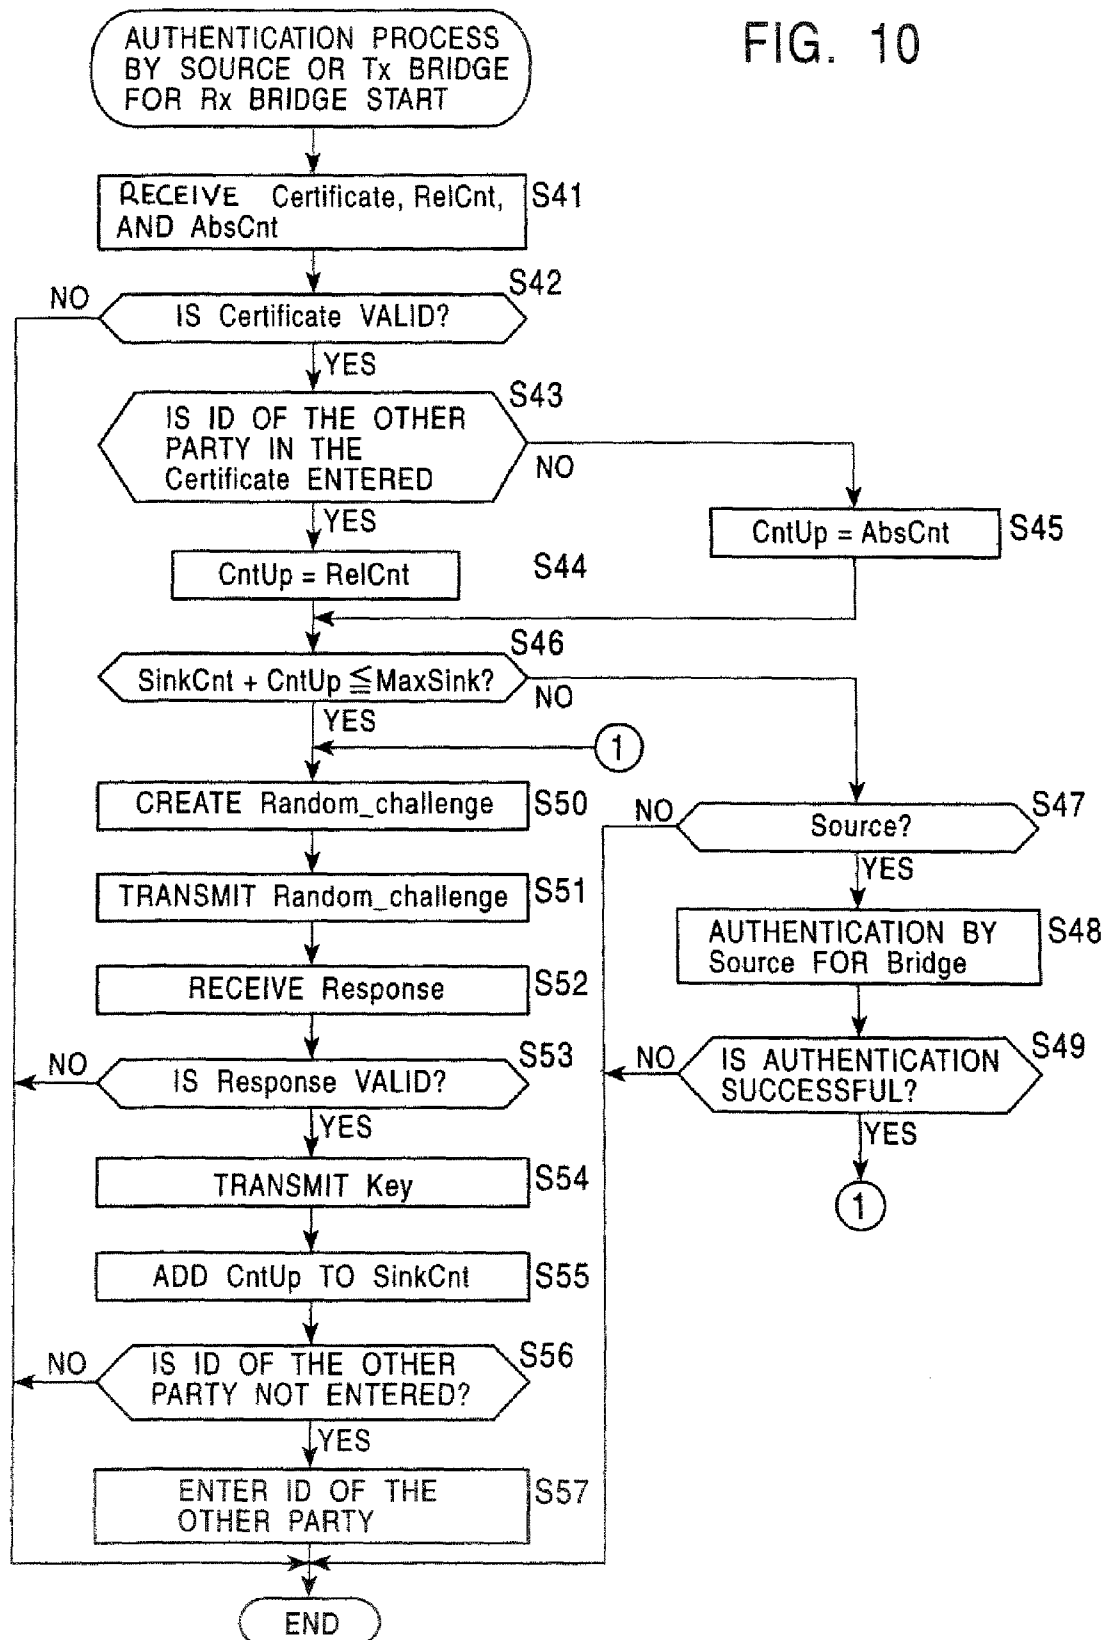 FIG. 10
AUTHENTICATION PROCESS
BY SOURCE OR Tx BRIDGE
FOR Rx BRIDGE START
RECEIVE Certificate, RelCnt,
AND AbsCnt
S41
S42
IS Certificate VALID?
NO
YES
S43
IS ID OF THE OTHER
PARTY IN THE
Certificate ENTERED
NO
YES
CntUp = AbsCnt
S45
CntUp = RelCnt
S44
S46
SinkCnt + CntUp ≦ MaxSink?
NO
YES
1
CREATE Random_challenge
S50
S47
Source?
NO
YES
TRANSMIT Random_challenge
S51
AUTHENTICATION BY
Source FOR Bridge
S48
RECEIVE Response
S52
S49
IS AUTHENTICATION
SUCCESSFUL?
NO
YES
1
S53
IS Response VALID?
NO
YES
TRANSMIT Key
S54
ADD CntUp TO SinkCnt
S55
S56
IS ID OF THE OTHER
PARTY NOT ENTERED?
NO
YES
ENTER ID OF THE
OTHER PARTY
S57
END